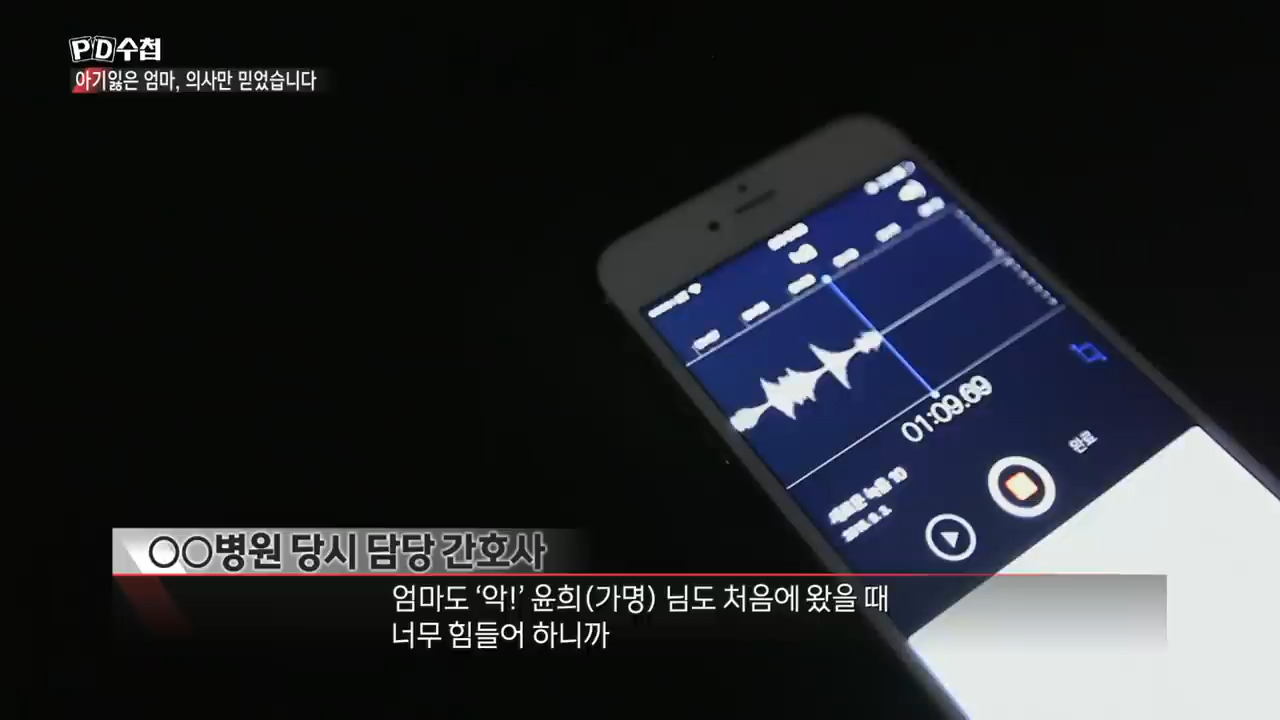 PD수첩
아기잃은 엄마, 의사만 믿었습니다
01:09.69
완료
○○병원 당시 담당 간호사
엄마도 ‘악!’ 윤희(가명) 님도 처음에 왔을 때
너무 힘들어 하니까